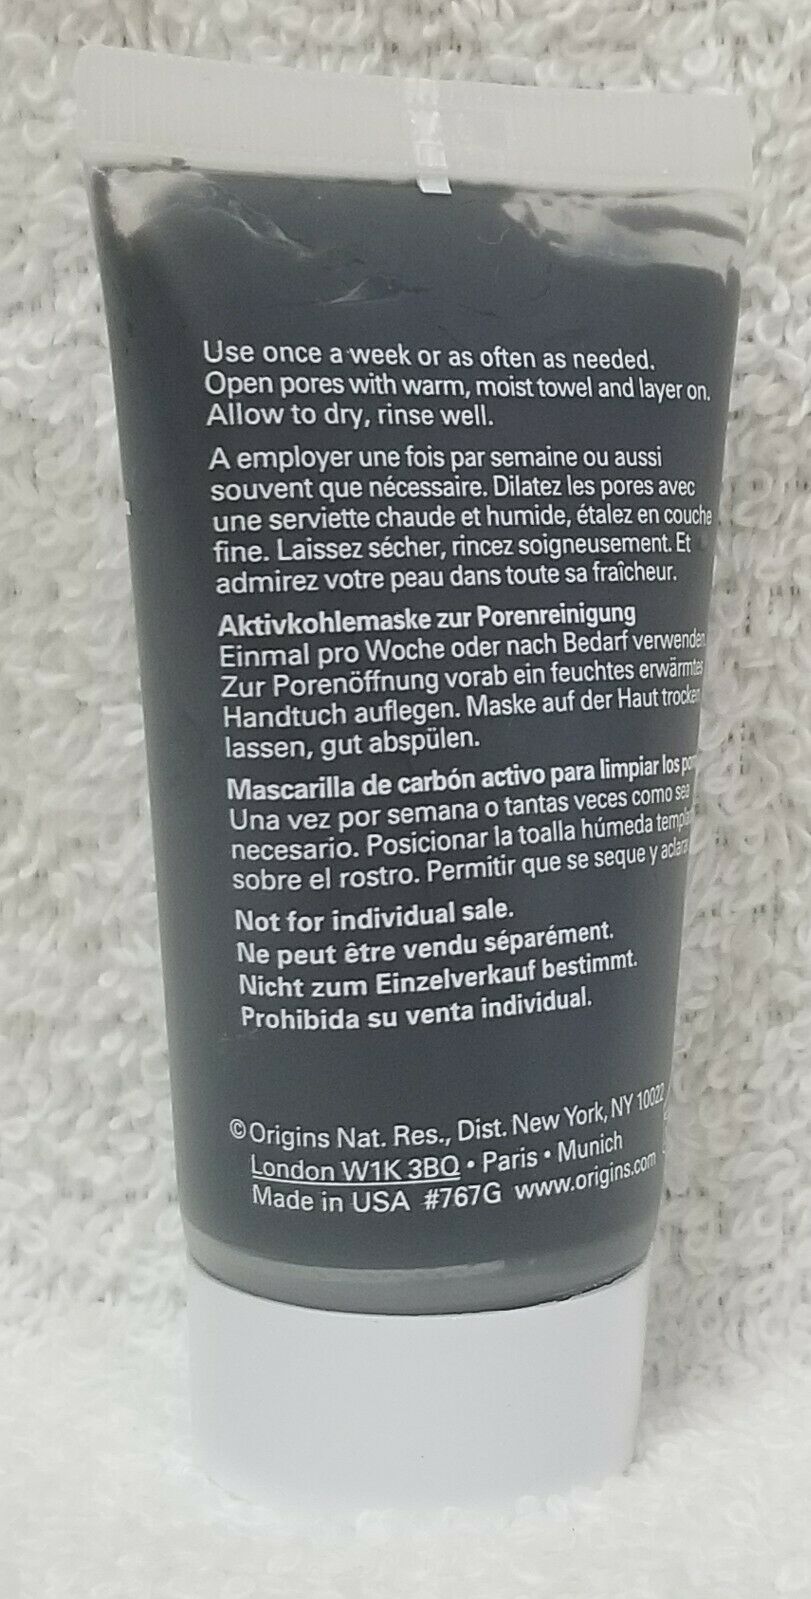 Use once a week or as often as needed.
Open pores with warm, moist towel and layer on.
Allow to dry, rinse well.
A employer une fois par semaine ou aussi
souvent que nécessaire. Dilatez les pores avec
une serviette chaude et humide, étalez en couche
fine. Laissez sécher, rincez soigneusement. Et
admirez votre peau dans toute sa fraîcheur.
Aktivkohlemaske zur Porenreinigung
Einmal pro Woche oder nach Bedarf verwenden
Zur Porenöffnung vorab ein feuchtes erwärmtes
Handtuch auflegen. Maske auf der Haut trocken
lassen, gut abspülen.
Mascarilla de carbón activo para limpiar los
Una vez por semana o tantas veces como sea
necesario. Posicionar la toalla húmeda
sobre el rostro. Permitir que se seque y aclara
Not for individual sale.
Ne peut être vendu séparément.
Nicht zum Einzelverkauf bestimmt.
Prohibida su venta individual.
© Origins Nat. Res., Dist. New York, NY 10022
London W1K 3BQ • Paris • Munich
Made in USA #767G www.origins.com